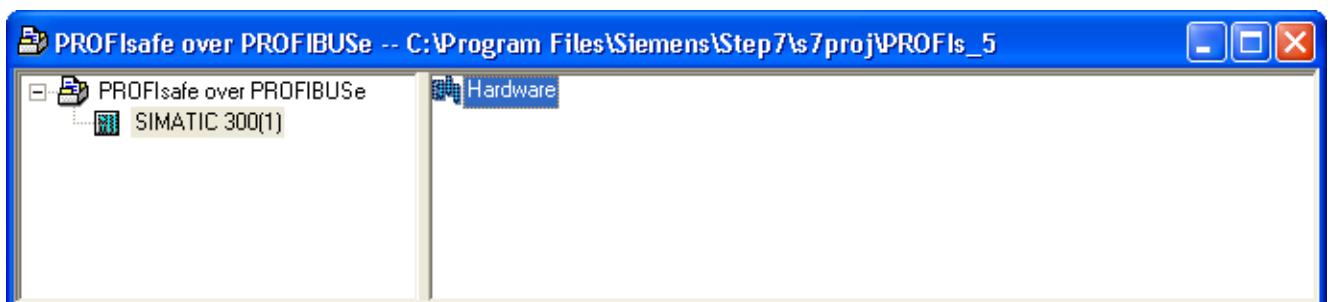 PROFIsafe over PROFIBUSe -- C:\Program Files\Siemens\Step7\s7proj\PROFIs_5
PROFIsafe over PROFIBUSe
Hardware
SIMATIC 300(1)